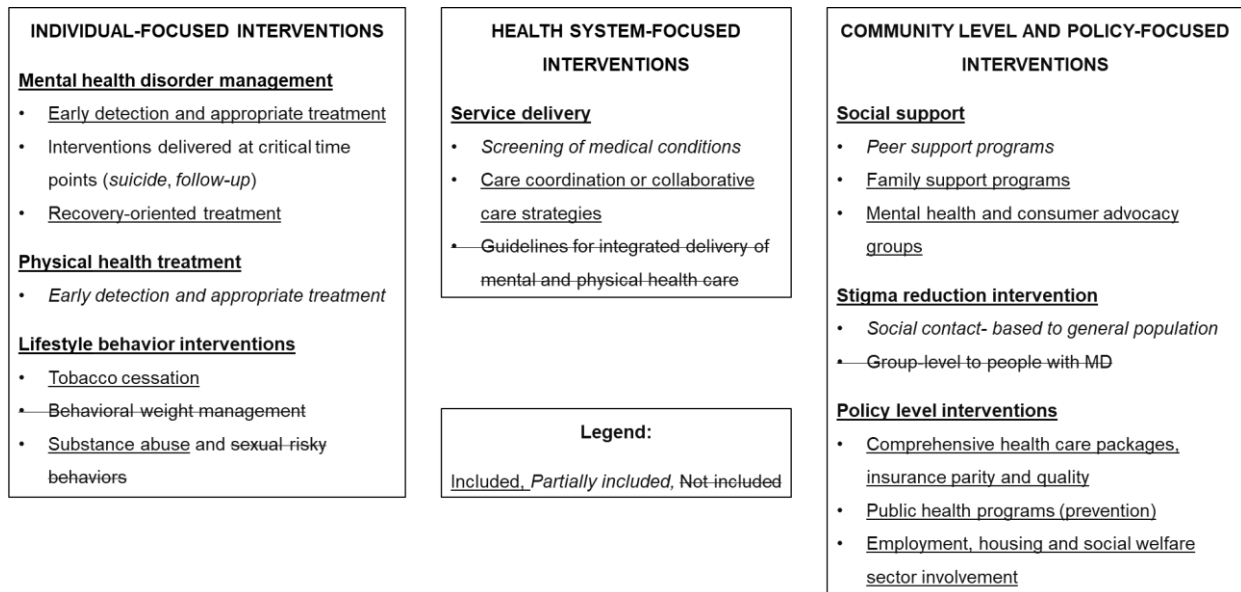 INDIVIDUAL-FOCUSED INTERVENTIONS
Mental health disorder management
• Early detection and appropriate treatment
• Interventions delivered at critical time
points (suicide, follow-up)
• Recovery-oriented treatment
Physical health treatment
• Early detection and appropriate treatment
Lifestyle behavior interventions
• Tobacco cessation
• Behavioral weight management
• Substance abuse and sexual risky
behaviors
HEALTH SYSTEM-FOCUSED
INTERVENTIONS
Service delivery
• Screening of medical conditions
• Care coordination or collaborative
care strategies
• Guidelines for integrated delivery of
mental and physical health care
Legend:
Included, Partially included, Not included
COMMUNITY LEVEL AND POLICY-FOCUSED
INTERVENTIONS
Social support
• Peer support programs
• Family support programs
• Mental health and consumer advocacy
groups
Stigma reduction intervention
• Social contact- based to general population
• Group-level to people with MD
Policy level interventions
• Comprehensive health care packages,
insurance parity and quality
• Public health programs (prevention)
• Employment, housing and social welfare
sector involvement